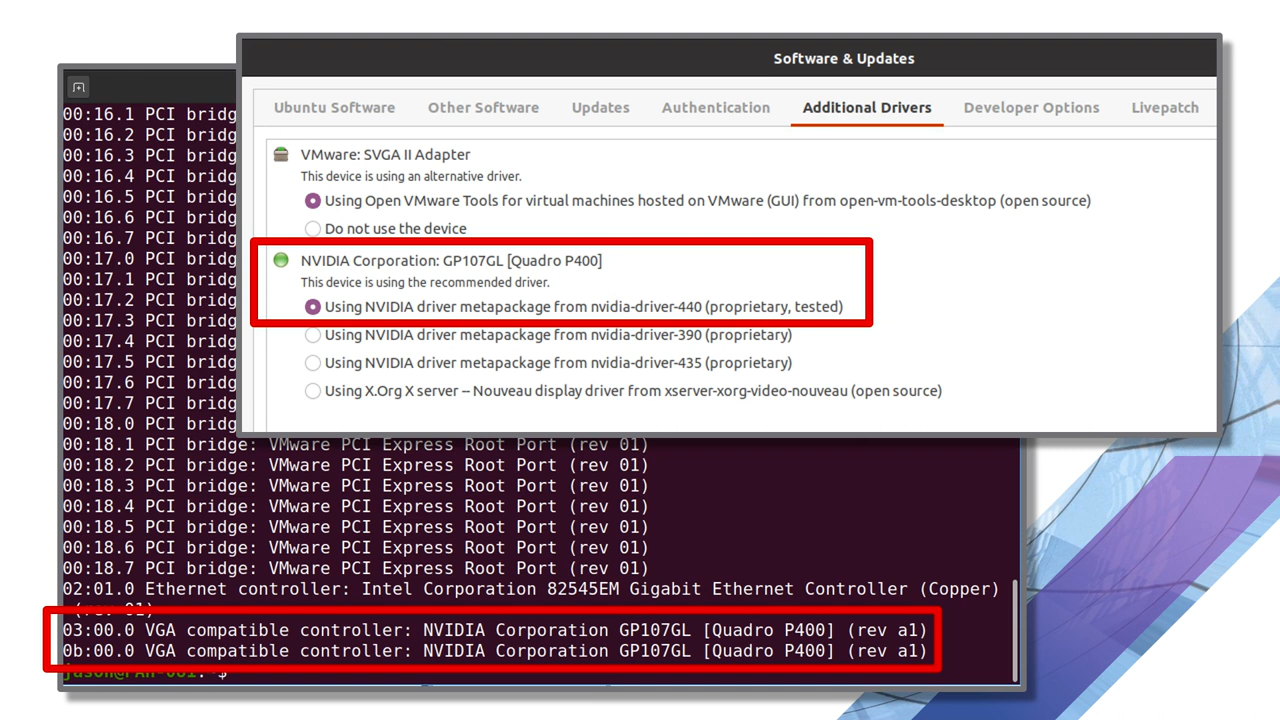 Software & Updates
Ubuntu Software Other Software Updates Authentication Additional Drivers Developer Options Livepatch
VMware: SVGA II Adapter
This device is using an alternative driver.
Using Open VMware Tools for virtual machines hosted on VMware (GUI) from open-vm-tools-desktop (open source)
Do not use the device
NVIDIA Corporation: GP107GL [Quadro P400]
This device is using the recommended driver.
Using NVIDIA driver metapackage from nvidia-driver-440 (proprietary, tested)
Using NVIDIA driver metapackage from nvidia-driver-390 (proprietary)
Using NVIDIA driver metapackage from nvidia-driver-435 (proprietary)
Using X.Org X server -- Nouveau display driver from xserver-xorg-video-nouveau (open source)
00:16.1 PCI bridg
00:16.2 PCI bridg
00:16.3 PCI bridg
00:16.4 PCI bridg
00:16.5 PCI bridg
00:16.6 PCI bridg
00:16.7 PCI bridg
00:17.0 PCI bridg
00:17.1 PCI bridg
00:17.2 PCI bridg
00:17.3 PCI bridg
00:17.4 PCI bridg
00:17.5 PCI bridg
00:17.6 PCI bridg
00:17.7 PCI bridg
00:18.0 PCI bridg
00:18.1 PCI bridge: VMware PCI Express Root Port (rev 01)
00:18.2 PCI bridge: VMware PCI Express Root Port (rev 01)
00:18.3 PCI bridge: VMware PCI Express Root Port (rev 01)
00:18.4 PCI bridge: VMware PCI Express Root Port (rev 01)
00:18.5 PCI bridge: VMware PCI Express Root Port (rev 01)
00:18.6 PCI bridge: VMware PCI Express Root Port (rev 01)
00:18.7 PCI bridge: VMware PCI Express Root Port (rev 01)
02:01.0 Ethernet controller: Intel Corporation 82545EM Gigabit Ethernet Controller (Copper)
(rev 01)
03:00.0 VGA compatible controller: NVIDIA Corporation GP107GL [Quadro P400] (rev a1)
0b:00.0 VGA compatible controller: NVIDIA Corporation GP107GL [Quadro P400] (rev a1)